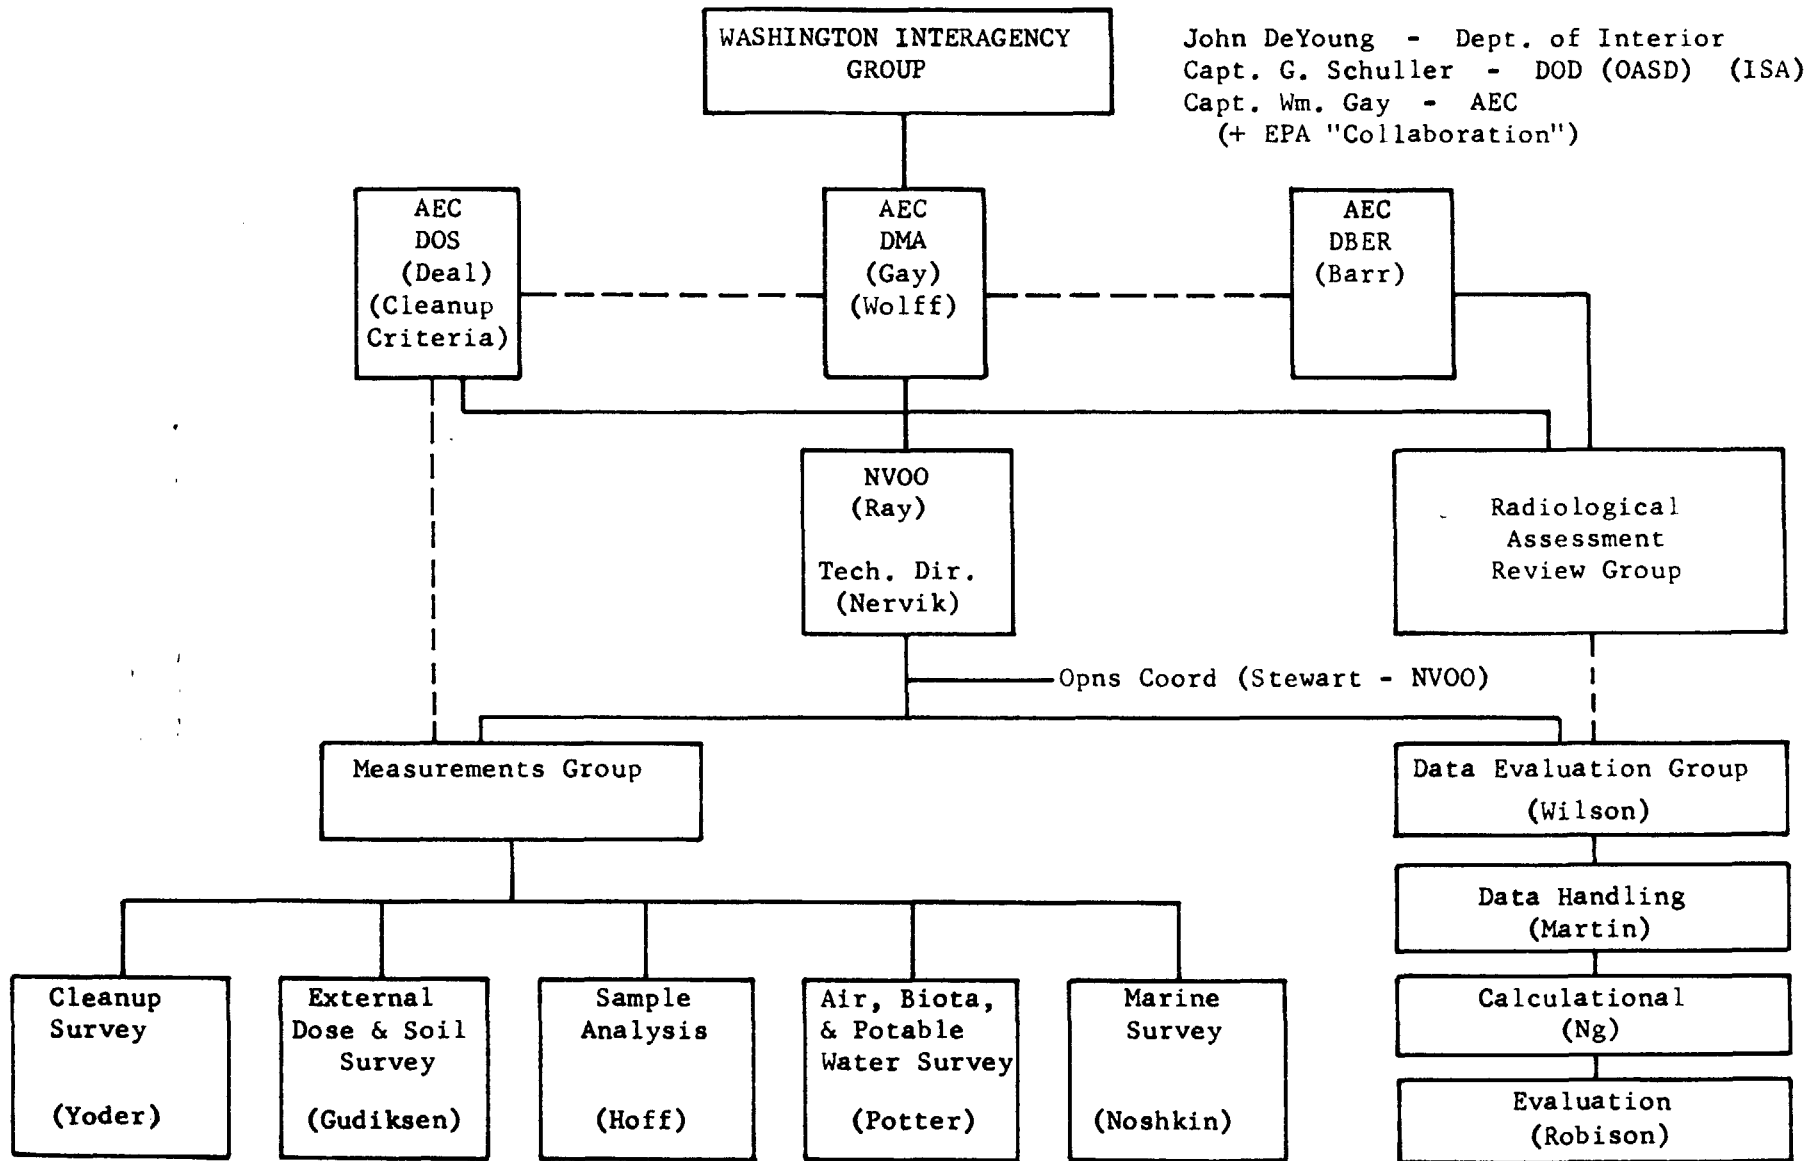 WASHINGTON INTERAGENCY
GROUP
John DeYoung - Dept. of Interior
Capt. G. Schuller - DOD (OASD) (ISA)
Capt. Wm. Gay - AEC
(+ EPA "Collaboration")
AEC
DOS
(Deal)
(Cleanup
Criteria)
AEC
DMA
(Gay)
(Wolff)
AEC
DBER
(Barr)
NVOO
(Ray)
Tech. Dir.
(Nervik)
Radiological
Assessment
Review Group
Opns Coord (Stewart - NVOO)
Measurements Group
Data Evaluation Group
(Wilson)
Data Handling
(Martin)
Calculational
(Ng)
Evaluation
(Robison)
Cleanup
Survey
(Yoder)
External
Dose & Soil
Survey
(Gudiksen)
Sample
Analysis
(Hoff)
Air, Biota,
& Potable
Water Survey
(Potter)
Marine
Survey
(Noshkin)